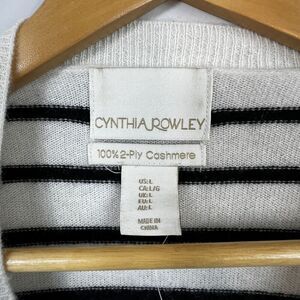 CYNTHIA ROWLEY
100% 2-Ply Cashmere
US: L
CA: L/G
UK: L
EU: L
AU: L
MADE IN
CHINA